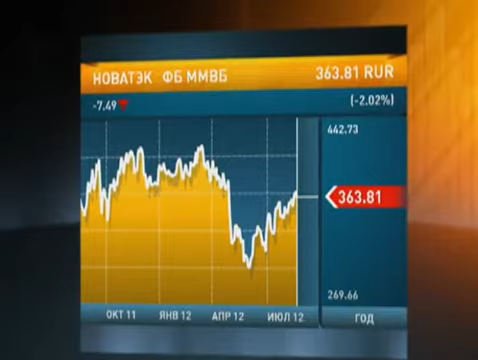 НОВАТЭК ФБ ММВБ 363.81 RUR
-7.49 (-2.02%)
442.73
363.81
269.66
ОКТ 11 ЯНВ 12 АПР 12 ИЮЛ 12 ГОД